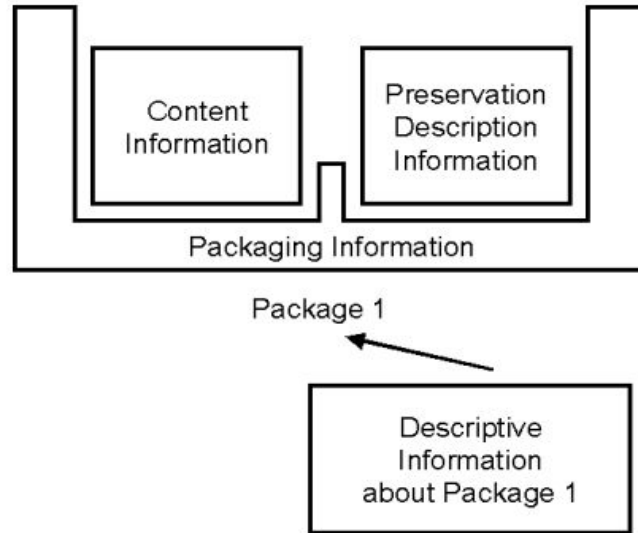 Content
Information
Preservation
Description
Information
Packaging Information
Package 1
Descriptive
Information
about Package 1